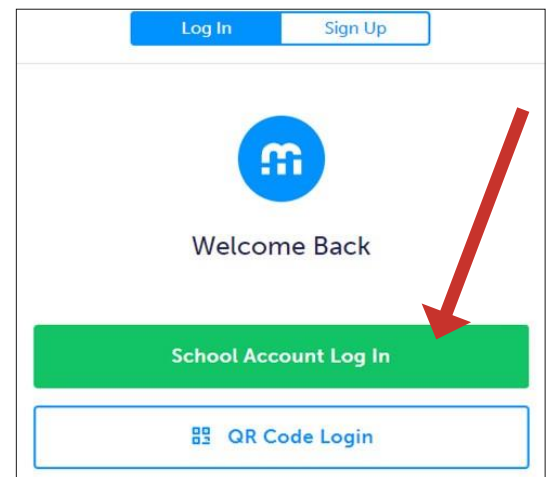 Log In Sign Up
Welcome Back
School Account Log In
QR Code Login